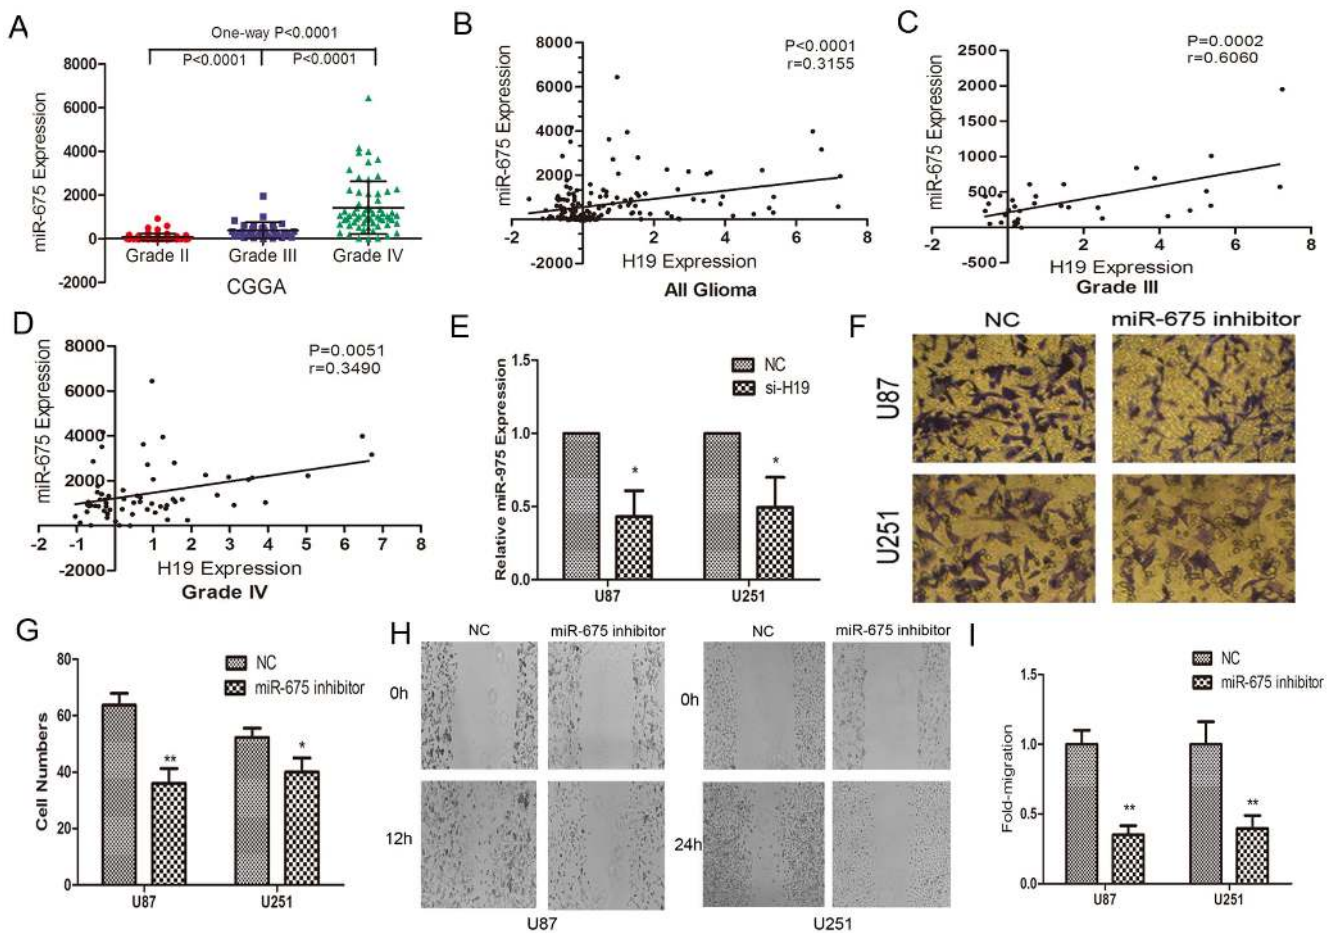 A
One-way P<0.0001
P<0.0001 P<0.0001
miR-675 Expression
8000
6000
4000
2000
0
-2000
Grade II Grade III Grade IV
CGGA
B
miR-675 Expression
8000
6000
4000
2000
-2000
-2 0 2 4 6 8
P<0.0001
r=0.3155
H19 Expression
All Glioma
C
miR-675 Expression
2500
2000
1500
1000
500
-500
0 2 4 6 8
P=0.0002
r=0.6060
H19 Expression
Grade III
D
miR-675 Expression
8000
6000
4000
2000
-2000
-2 -1 0 1 2 3 4 5 6 7 8
P=0.0051
r=0.3490
H19 Expression
Grade IV
E
Relative miR-975 Expression
1.5
1.0
0.5
0.0
NC
si-H19
* *
U87 U251
F
NC miR-675 inhibitor
U87
U251
G
Cell Numbers
80
60
40
20
0
NC
miR-675 inhibitor
** *
U87 U251
H
NC miR-675 inhibitor NC miR-675 inhibitor
0h 0h
12h 24h
U87 U251
I
Fold-migration
1.5
1.0
0.5
0.0
NC
miR-675 inhibitor
** **
U87 U251